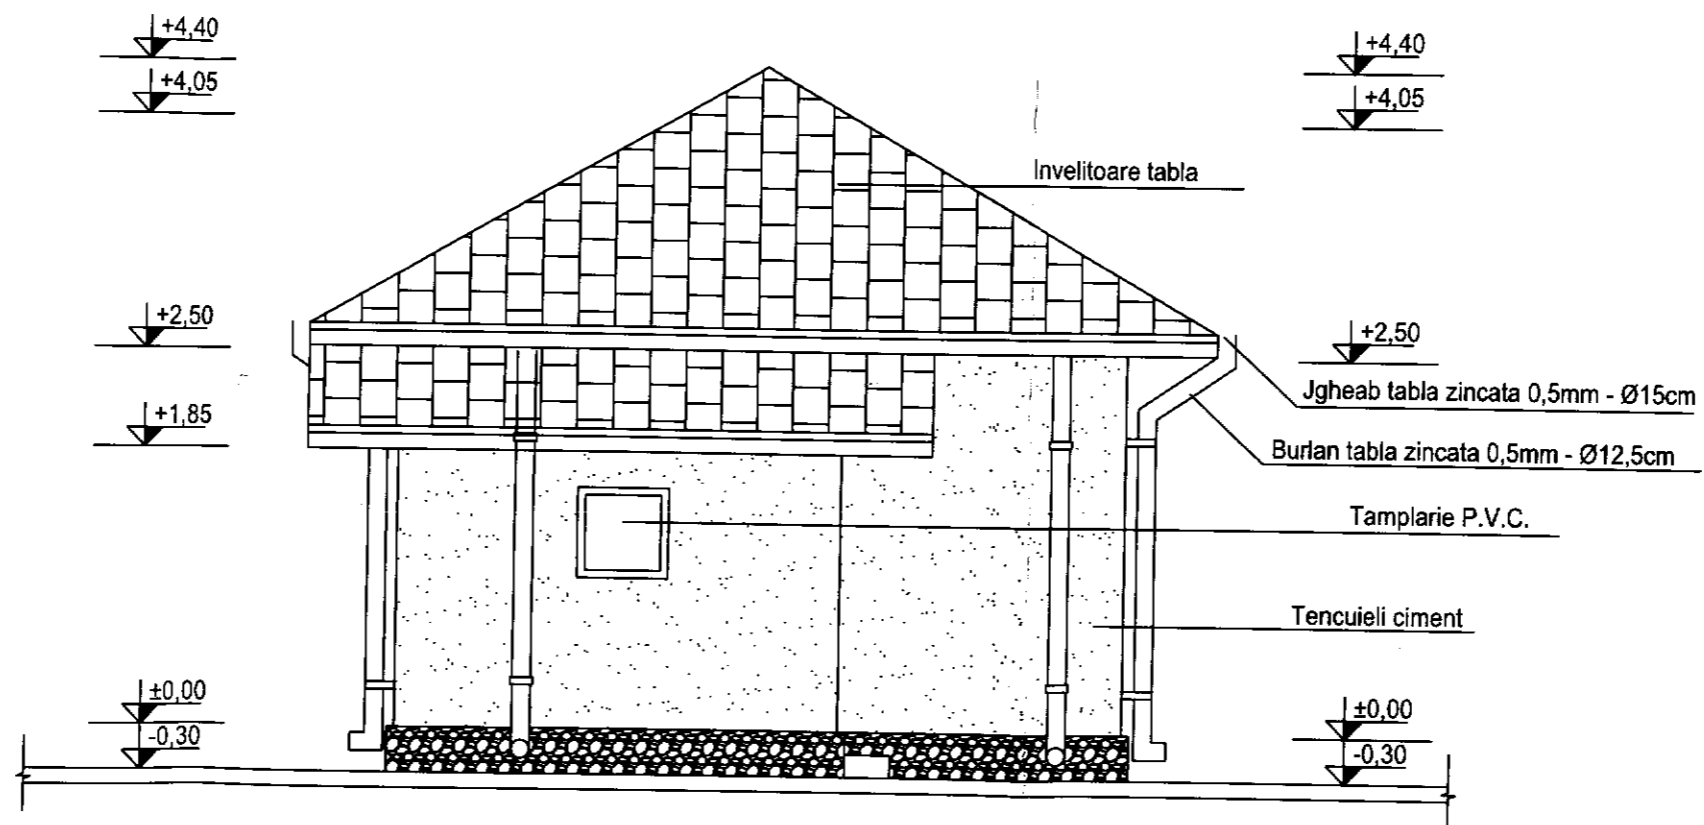 +4,40
+4,40
+4,05
+4,05
Invelitoare tabla
+2,50
+2,50
Jgheab tabla zincata 0,5mm - Ø15cm
+1,85
Burlan tabla zincata 0,5mm - Ø12,5cm
Tamplarie P.V.C.
Tencuieli ciment
±0,00
±0,00
-0,30
-0,30